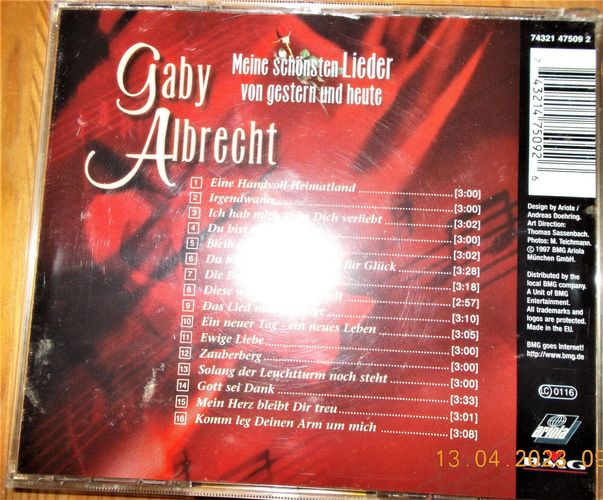 Gaby
Albrecht
Meine schönsten Lieder
von gestern und heute
1 Eine Handvoll Heimatland [3:00]
2 Irgendwann [3:00]
3 Ich hab mich in Dich verliebt [3:02]
4 Du bist [3:00]
5 Bleib [3:02]
6 Du für Glück [3:28]
7 Die [3:18]
8 Diese [2:57]
9 Das Lied [3:10]
10 Ein neuer Tag - ein neues Leben [3:05]
11 Ewige Liebe [3:00]
12 Zauberberg [3:00]
13 Solang der Leuchtturm noch steht [3:00]
14 Gott sei Dank [3:33]
15 Mein Herz bleibt Dir treu [3:01]
16 Komm leg Deinen Arm um mich [3:08]
74321 47509 2
7 43214 75092 6
Design by Ariola /
Andreas Doehring.
Art Direction:
Thomas Sassenbach.
Photos: M. Teichmann.
© 1997 BMG Ariola
München GmbH.
Distributed by the
local BMG company.
A Unit of BMG
Entertainment.
All trademarks and
logos are protected.
Made in the EU.
BMG goes Internet!
http://www.bmg.de
LC 0116
ariola
BMG
13.04.2023 09